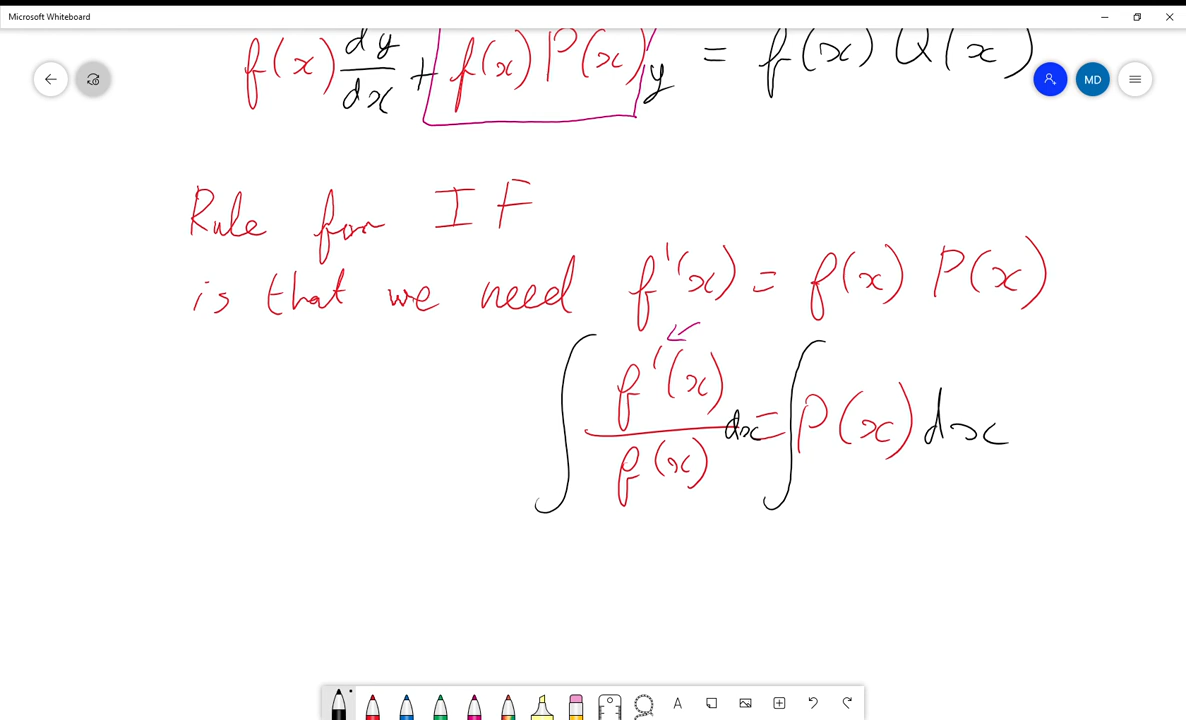 Microsoft Whiteboard
f(x) dy/dx + f(x) P(x) y = f(x) Q(x)
MD
Rule for IF
is that we need f'(x) = f(x) P(x)
∫ f'(x)/f(x) dx = ∫ P(x) dx
A